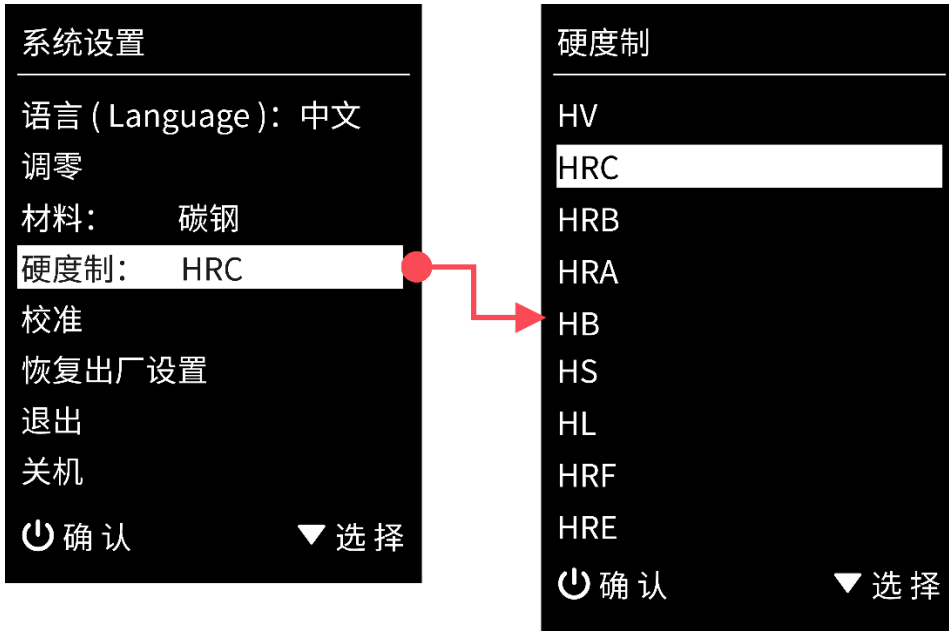 系统设置
语言 ( Language )：中文
调零
材料： 碳钢
硬度制： HRC
校准
恢复出厂设置
退出
关机
确 认 ▼ 选 择
硬度制
HV
HRC
HRB
HRA
HB
HS
HL
HRF
HRE
确 认 ▼ 选 择